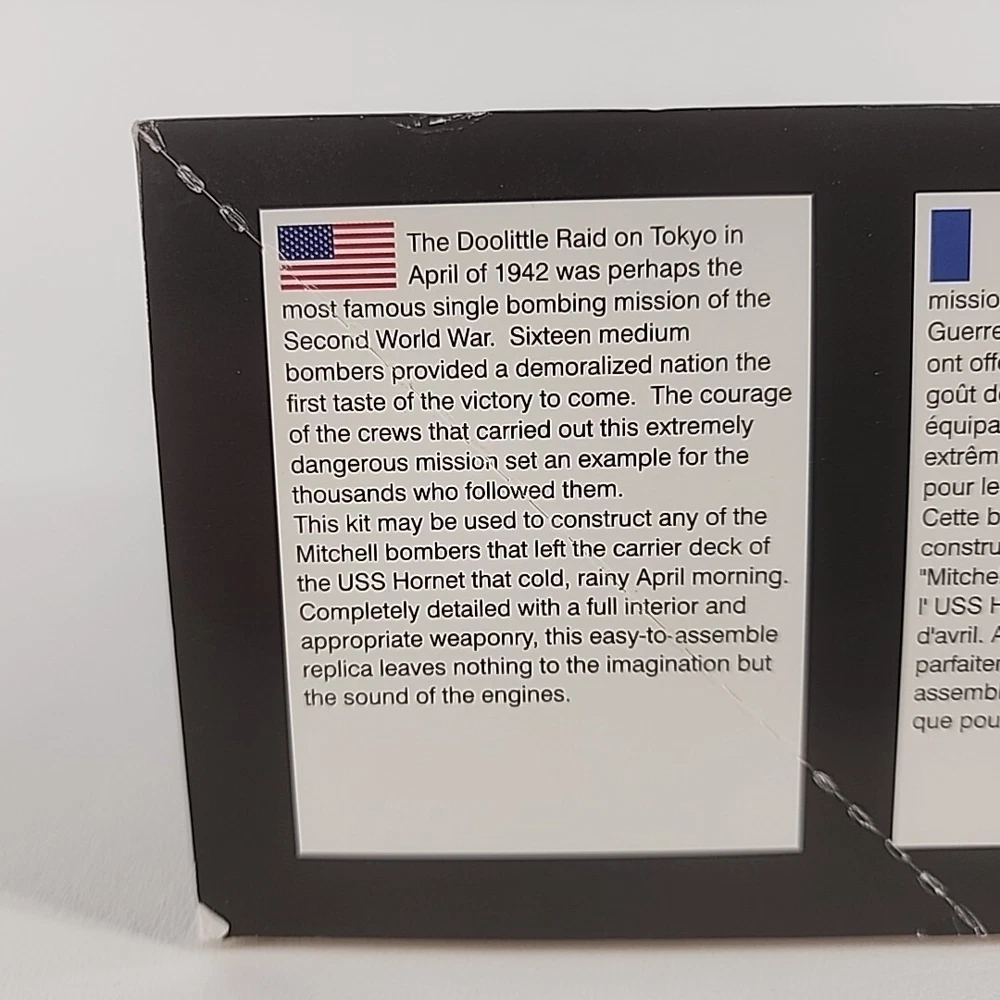 The Doolittle Raid on Tokyo in
April of 1942 was perhaps the
most famous single bombing mission of the
Second World War. Sixteen medium
bombers provided a demoralized nation the
first taste of the victory to come. The courage
of the crews that carried out this extremely
dangerous mission set an example for the
thousands who followed them.
This kit may be used to construct any of the
Mitchell bombers that left the carrier deck of
the USS Hornet that cold, rainy April morning.
Completely detailed with a full interior and
appropriate weaponry, this easy-to-assemble
replica leaves nothing to the imagination but
the sound of the engines.
missio
Guerre
ont off
goût d
équipa
extrêm
pour le
Cette b
constru
"Mitche
l' USS H
d'avril. A
parfaite
assemb
que pou